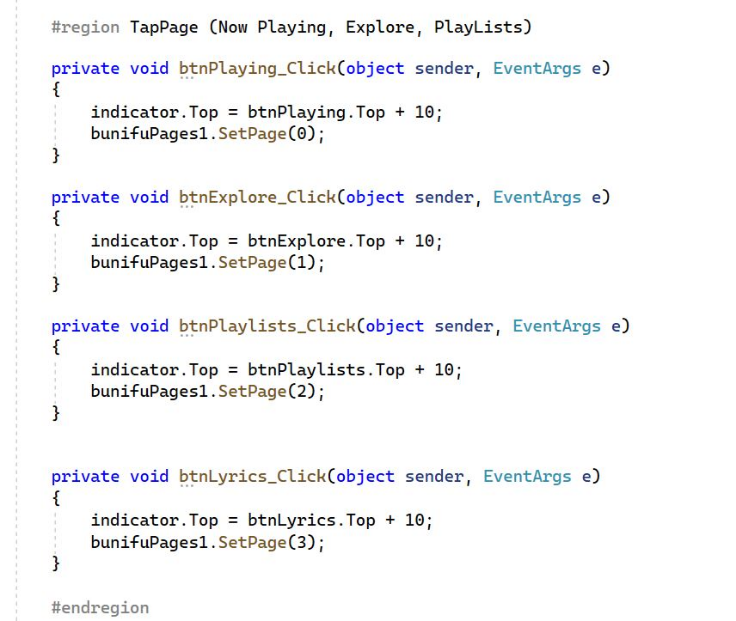 #region TapPage (Now Playing, Explore, PlayLists)
private void btnPlaying_Click(object sender, EventArgs e)
{
indicator.Top = btnPlaying.Top + 10;
bunifuPages1.SetPage(0);
}
private void btnExplore_Click(object sender, EventArgs e)
{
indicator.Top = btnExplore.Top + 10;
bunifuPages1.SetPage(1);
}
private void btnPlaylists_Click(object sender, EventArgs e)
{
indicator.Top = btnPlaylists.Top + 10;
bunifuPages1.SetPage(2);
}
private void btnLyrics_Click(object sender, EventArgs e)
{
indicator.Top = btnLyrics.Top + 10;
bunifuPages1.SetPage(3);
}
#endregion